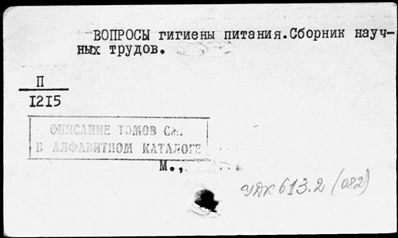 ВОПРОСЫ гигиены питания.Сборник науч-
ных трудов.
П
1215
ОПИСАНИЕ ТОМОВ См.
В АЛФАВИТНОМ КАТАЛОГЕ
М.,
УДК 613.2 (082)